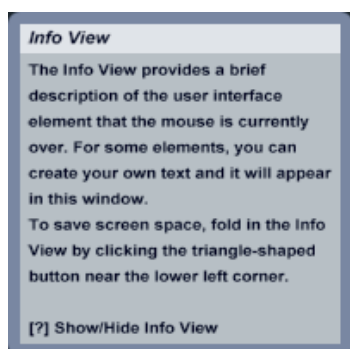 Info View
The Info View provides a brief
description of the user interface
element that the mouse is currently
over. For some elements, you can
create your own text and it will appear
in this window.
To save screen space, fold in the Info
View by clicking the triangle-shaped
button near the lower left corner.
[?] Show/Hide Info View